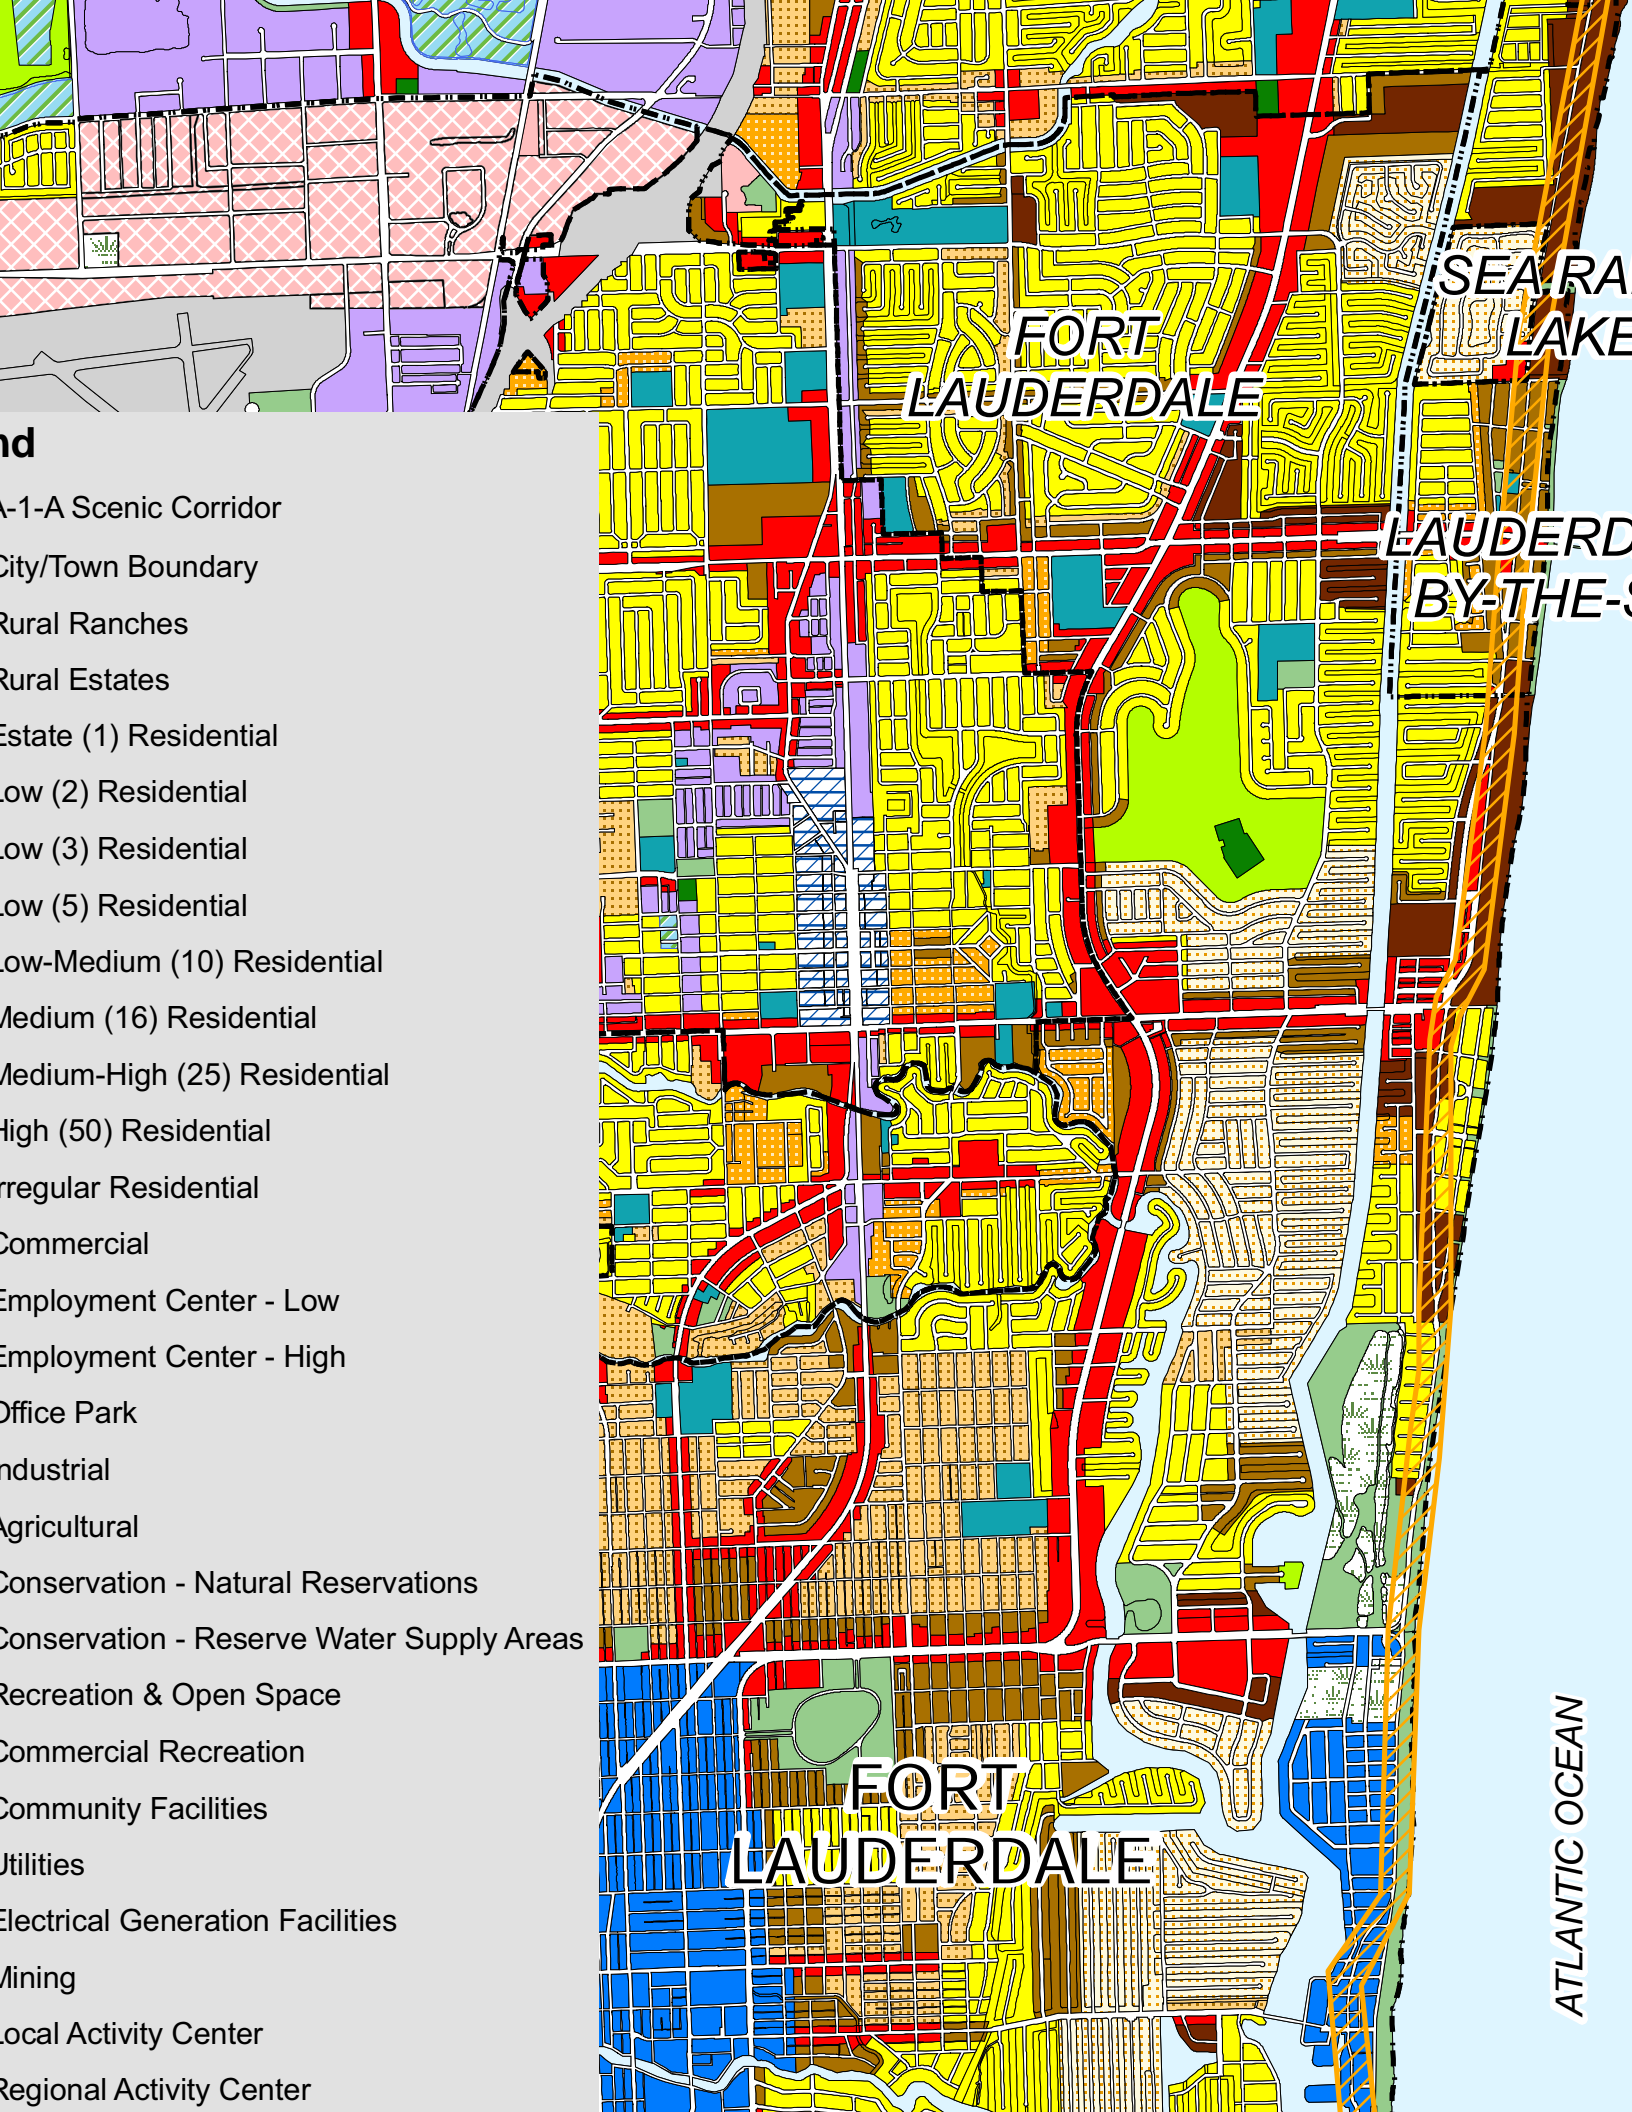 nd
A-1-A Scenic Corridor
City/Town Boundary
Rural Ranches
Rural Estates
Estate (1) Residential
Low (2) Residential
Low (3) Residential
Low (5) Residential
Low-Medium (10) Residential
Medium (16) Residential
Medium-High (25) Residential
High (50) Residential
Irregular Residential
Commercial
Employment Center - Low
Employment Center - High
Office Park
Industrial
Agricultural
Conservation - Natural Reservations
Conservation - Reserve Water Supply Areas
Recreation & Open Space
Commercial Recreation
Community Facilities
Utilities
Electrical Generation Facilities
Mining
Local Activity Center
Regional Activity Center
FORT
LAUDERDALE
SEA RA
LAKE
LAUDERD
BY-THE-S
FORT
LAUDERDALE
ATLANTIC OCEAN